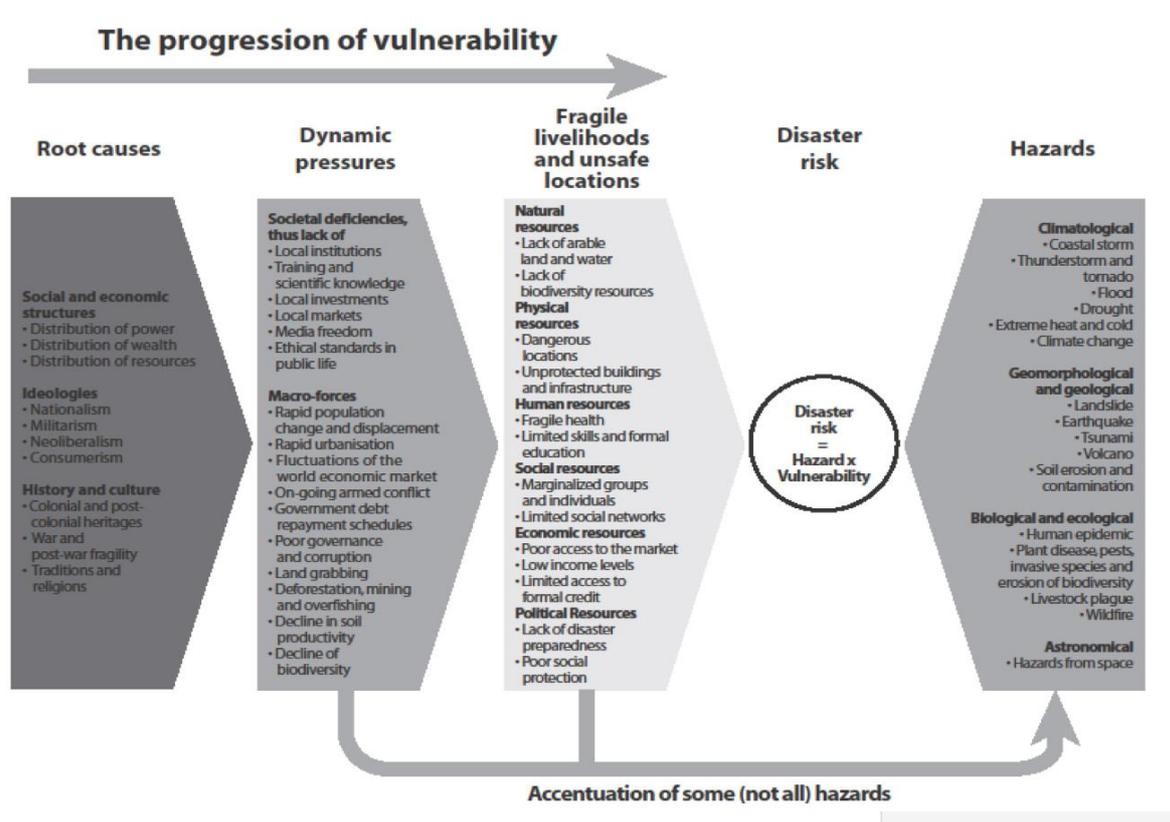 The progression of vulnerability
Root causes
Dynamic
pressures
Fragile
livelihoods
and unsafe
locations
Disaster
risk
Hazards
Social and economic
structures
• Distribution of power
• Distribution of wealth
• Distribution of resources
Ideologies
• Nationalism
• Militarism
• Neoliberalism
• Consumerism
History and culture
• Colonial and post-
colonial heritages
• War and
post-war fragility
• Traditions and
religions
Societal deficiencies,
thus lack of
• Local institutions
• Training and
scientific knowledge
• Local investments
• Local markets
• Media freedom
• Ethical standards in
public life
Macro-forces
• Rapid population
change and displacement
• Rapid urbanisation
• Fluctuations of the
world economic market
• On-going armed conflict
• Government debt
repayment schedules
• Poor governance
and corruption
• Land grabbing
• Deforestation, mining
and overfishing
• Decline in soil
productivity
• Decline of
biodiversity
Natural
resources
• Lack of arable
land and water
• Lack of
biodiversity resources
Physical
resources
• Dangerous
locations
• Unprotected buildings
and infrastructure
Human resources
• Fragile health
• Limited skills and formal
education
Social resources
• Marginalized groups
and individuals
• Limited social networks
Economic resources
• Poor access to the market
• Low income levels
• Limited access to
formal credit
Political Resources
• Lack of disaster
preparedness
• Poor social
protection
Disaster
risk
=
Hazard x
Vulnerability
Climatological
• Coastal storm
• Thunderstorm and
tornado
• Flood
• Drought
• Extreme heat and cold
• Climate change
Geomorphological
and geological
• Landslide
• Earthquake
• Tsunami
• Volcano
• Soil erosion and
contamination
Biological and ecological
• Human epidemic
• Plant disease, pests,
invasive species and
erosion of biodiversity
• Livestock plague
• Wildfire
Astronomical
• Hazards from space
Accentuation of some (not all) hazards